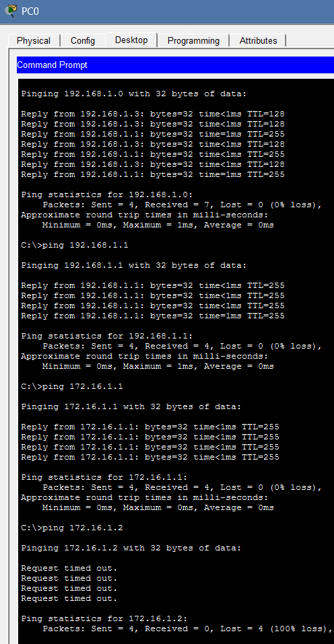 PC0
Physical Config Desktop Programming Attributes
Command Prompt
Pinging 192.168.1.0 with 32 bytes of data:
Reply from 192.168.1.3: bytes=32 time<1ms TTL=128
Reply from 192.168.1.3: bytes=32 time<1ms TTL=128
Reply from 192.168.1.1: bytes=32 time=1ms TTL=255
Reply from 192.168.1.3: bytes=32 time<1ms TTL=128
Reply from 192.168.1.1: bytes=32 time<1ms TTL=255
Reply from 192.168.1.3: bytes=32 time<1ms TTL=128
Reply from 192.168.1.1: bytes=32 time=1ms TTL=255
Ping statistics for 192.168.1.0:
Packets: Sent = 4, Received = 7, Lost = 0 (0% loss),
Approximate round trip times in milli-seconds:
Minimum = 0ms, Maximum = 1ms, Average = 0ms
C:\>ping 192.168.1.1
Pinging 192.168.1.1 with 32 bytes of data:
Reply from 192.168.1.1: bytes=32 time<1ms TTL=255
Reply from 192.168.1.1: bytes=32 time<1ms TTL=255
Reply from 192.168.1.1: bytes=32 time<1ms TTL=255
Reply from 192.168.1.1: bytes=32 time=1ms TTL=255
Ping statistics for 192.168.1.1:
Packets: Sent = 4, Received = 4, Lost = 0 (0% loss),
Approximate round trip times in milli-seconds:
Minimum = 0ms, Maximum = 1ms, Average = 0ms
C:\>ping 172.16.1.1
Pinging 172.16.1.1 with 32 bytes of data:
Reply from 172.16.1.1: bytes=32 time<1ms TTL=255
Reply from 172.16.1.1: bytes=32 time<1ms TTL=255
Reply from 172.16.1.1: bytes=32 time<1ms TTL=255
Reply from 172.16.1.1: bytes=32 time<1ms TTL=255
Ping statistics for 172.16.1.1:
Packets: Sent = 4, Received = 4, Lost = 0 (0% loss),
Approximate round trip times in milli-seconds:
Minimum = 0ms, Maximum = 0ms, Average = 0ms
C:\>ping 172.16.1.2
Pinging 172.16.1.2 with 32 bytes of data:
Request timed out.
Request timed out.
Request timed out.
Request timed out.
Ping statistics for 172.16.1.2:
Packets: Sent = 4, Received = 0, Lost = 4 (100% loss),